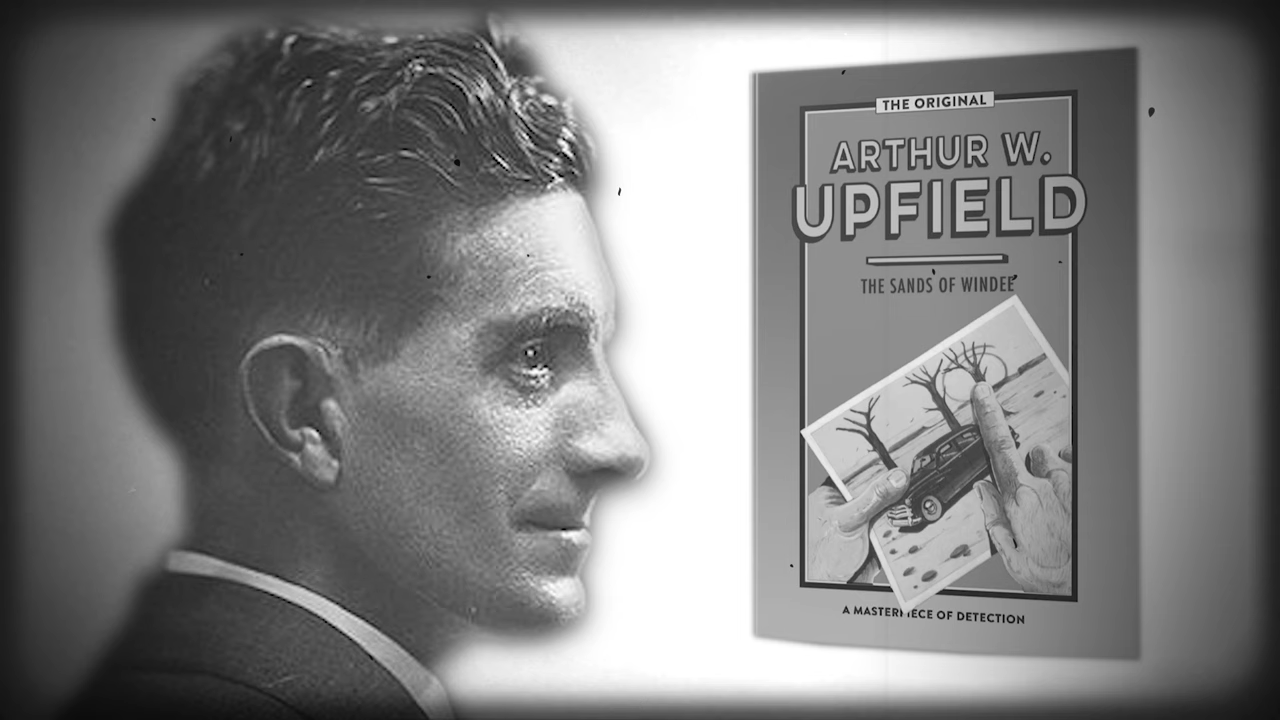 THE ORIGINAL
ARTHUR W.
UPFIELD
THE SANDS OF WINDEE
A MASTERPIECE OF DETECTION